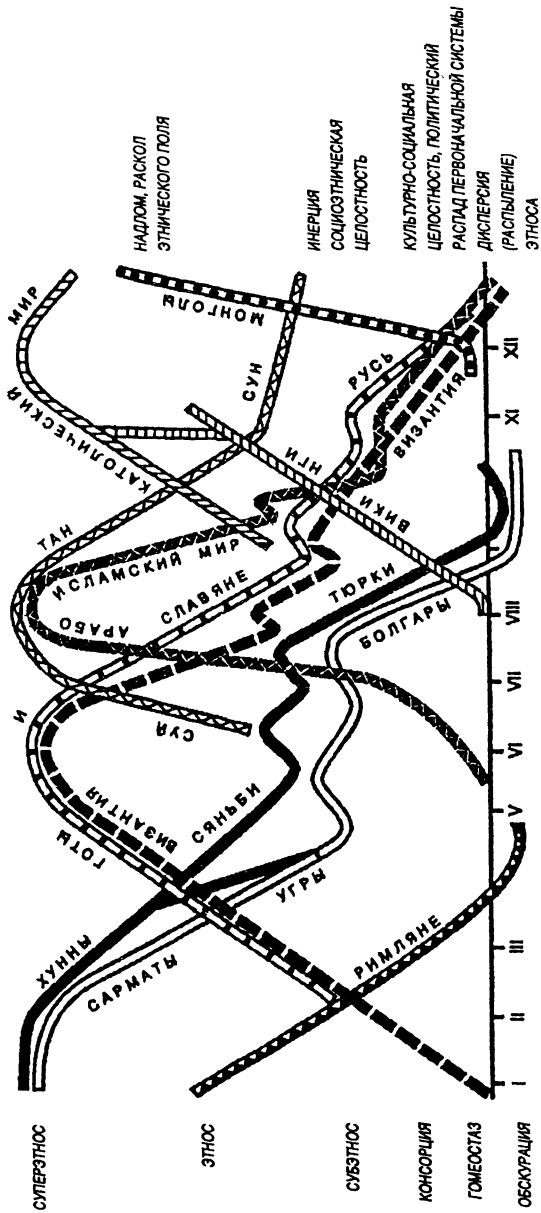 СУПЕРЭТНОС
ЭТНОС
СУБЭТНОС
КОНСОРЦИЯ
ГОМЕОСТАЗ
ОБСКУРАЦИЯ
ХУННЫ
САРМАТЫ
ГОТЫ
И
СЛАВЯНЕ
РУСЬ
ВИЗАНТИЯ
ВИЗАНТИЯ
СЯНЬБИ
УГРЫ
РИМЛЯНЕ
СУЙ
ТАН
СУН
АРАБО
ИСЛАМСКИЙ МИР
ТЮРКИ
БОЛГАРЫ
КАТОЛИЧЕСКИЙ МИР
ВИКИНГИ
МОНГОЛЫ
I II III V VI VII VIII XI XII
НАДЛОМ, РАСКОЛ
ЭТНИЧЕСКОГО ПОЛЯ
ИНЕРЦИЯ
СОЦИОЭТНИЧЕСКАЯ
ЦЕЛОСТНОСТЬ
КУЛЬТУРНО-СОЦИАЛЬНАЯ
ЦЕЛОСТНОСТЬ, ПОЛИТИЧЕСКИЙ
РАСПАД ПЕРВОНАЧАЛЬНОЙ СИСТЕМЫ
ДИСПЕРСИЯ
(РАСПЫЛЕНИЕ)
ЭТНОСА